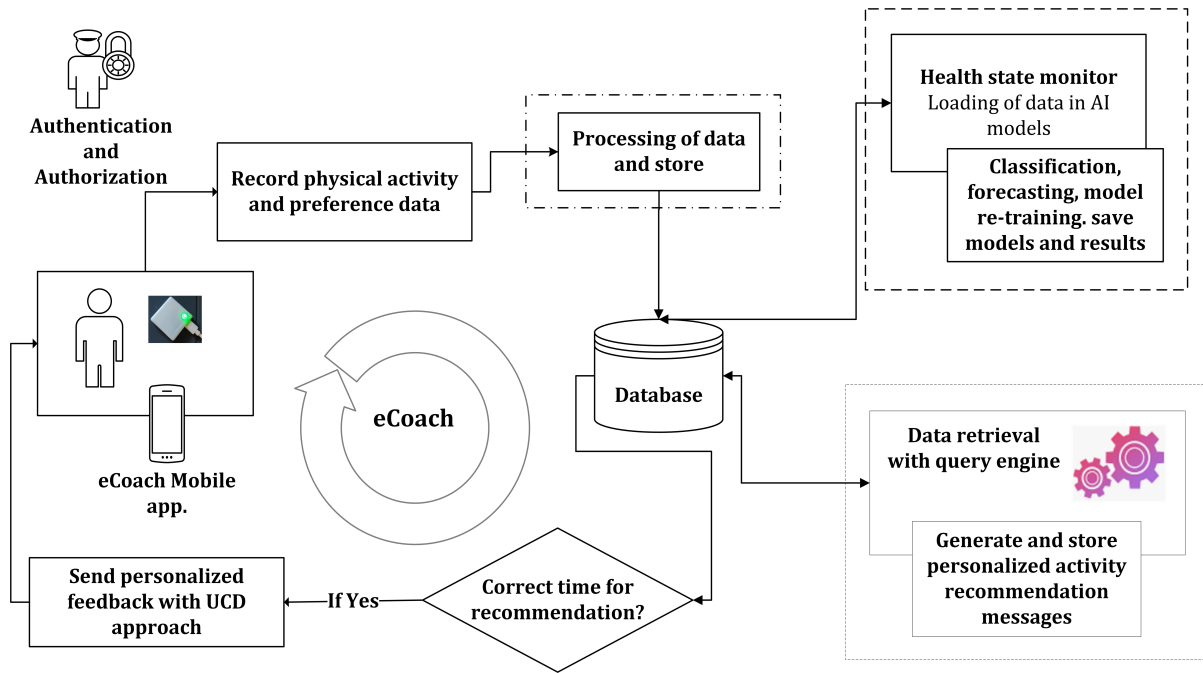 Authentication
and
Authorization
Record physical activity
and preference data
Processing of data
and store
Health state monitor
Loading of data in AI
models
Classification,
forecasting, model
re-training. save
models and results
eCoach
Database
Data retrieval
with query engine
Generate and store
personalized activity
recommendation
messages
eCoach Mobile
app.
Send personalized
feedback with UCD
approach
If Yes
Correct time for
recommendation?